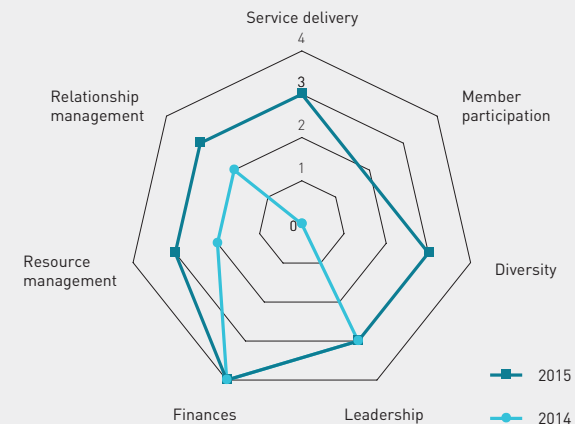 Service delivery
4
3
2
1
0
Relationship
management
Member
participation
Resource
management
Diversity
Finances
Leadership
2015
2014